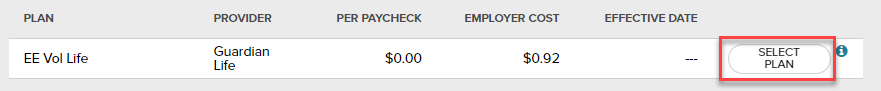 PLAN PROVIDER PER PAYCHECK EMPLOYER COST EFFECTIVE DATE
EE Vol Life Guardian Life $0.00 $0.92 --- SELECT PLAN i